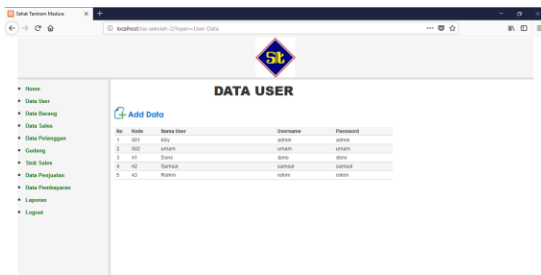 Sehat Tentrem Madura
localhost/sia-sekolah-2/?open=User-Data
St
DATA USER
Home
Data User
Data Barang
Data Sales
Data Pelanggan
Gudang
Stok Sales
Data Penjualan
Data Pembayaran
Laporan
Logout
Add Data
No Kode Nama User Username Password
1 001 Kiky admin admin
2 002 umam umam umam
3 A1 Dono dono dono
4 A2 Samsul samsul samsul
5 A3 Rohim rohim rohim